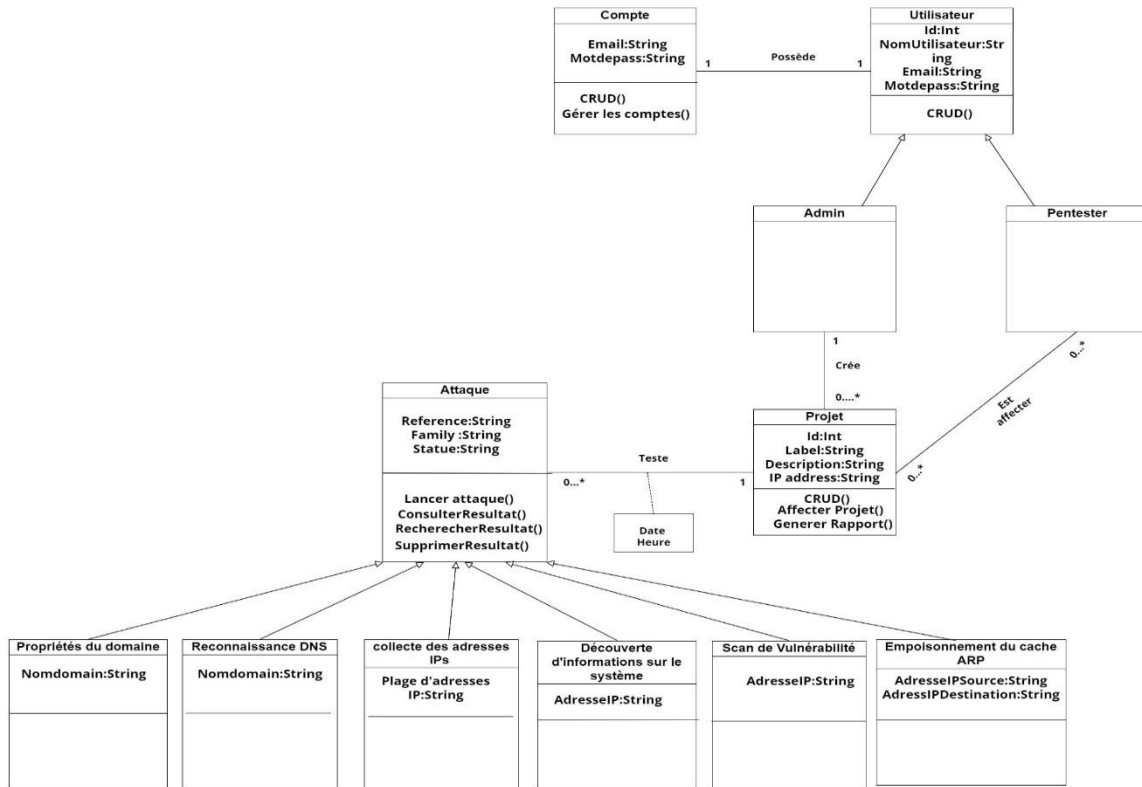 Compte
Email:String
Motdepass:String
CRUD()
Gérer les comptes()
1
Possède
1
Utilisateur
Id:Int
NomUtilisateur:Str
ing
Email:String
Motdepass:String
CRUD()
Admin
Pentester
1
Crée
0....*
0...*
Est
affecter
0...*
Attaque
Reference:String
Family :String
Statue:String
Lancer attaque()
ConsulterResultat()
RecherecherResultat()
SupprimerResultat()
0...*
Teste
1
Date
Heure
Projet
Id:Int
Label:String
Description:String
IP address:String
CRUD()
Affecter Projet()
Generer Rapport()
Propriétés du domaine
Nomdomain:String
Reconnaissance DNS
Nomdomain:String
collecte des adresses
IPs
Plage d'adresses
IP:String
Découverte
d'informations sur le
système
AdresseIP:String
Scan de Vulnérabilité
AdresseIP:String
Empoisonnement du cache
ARP
AdresseIPSource:String
AdressIPDestination:String